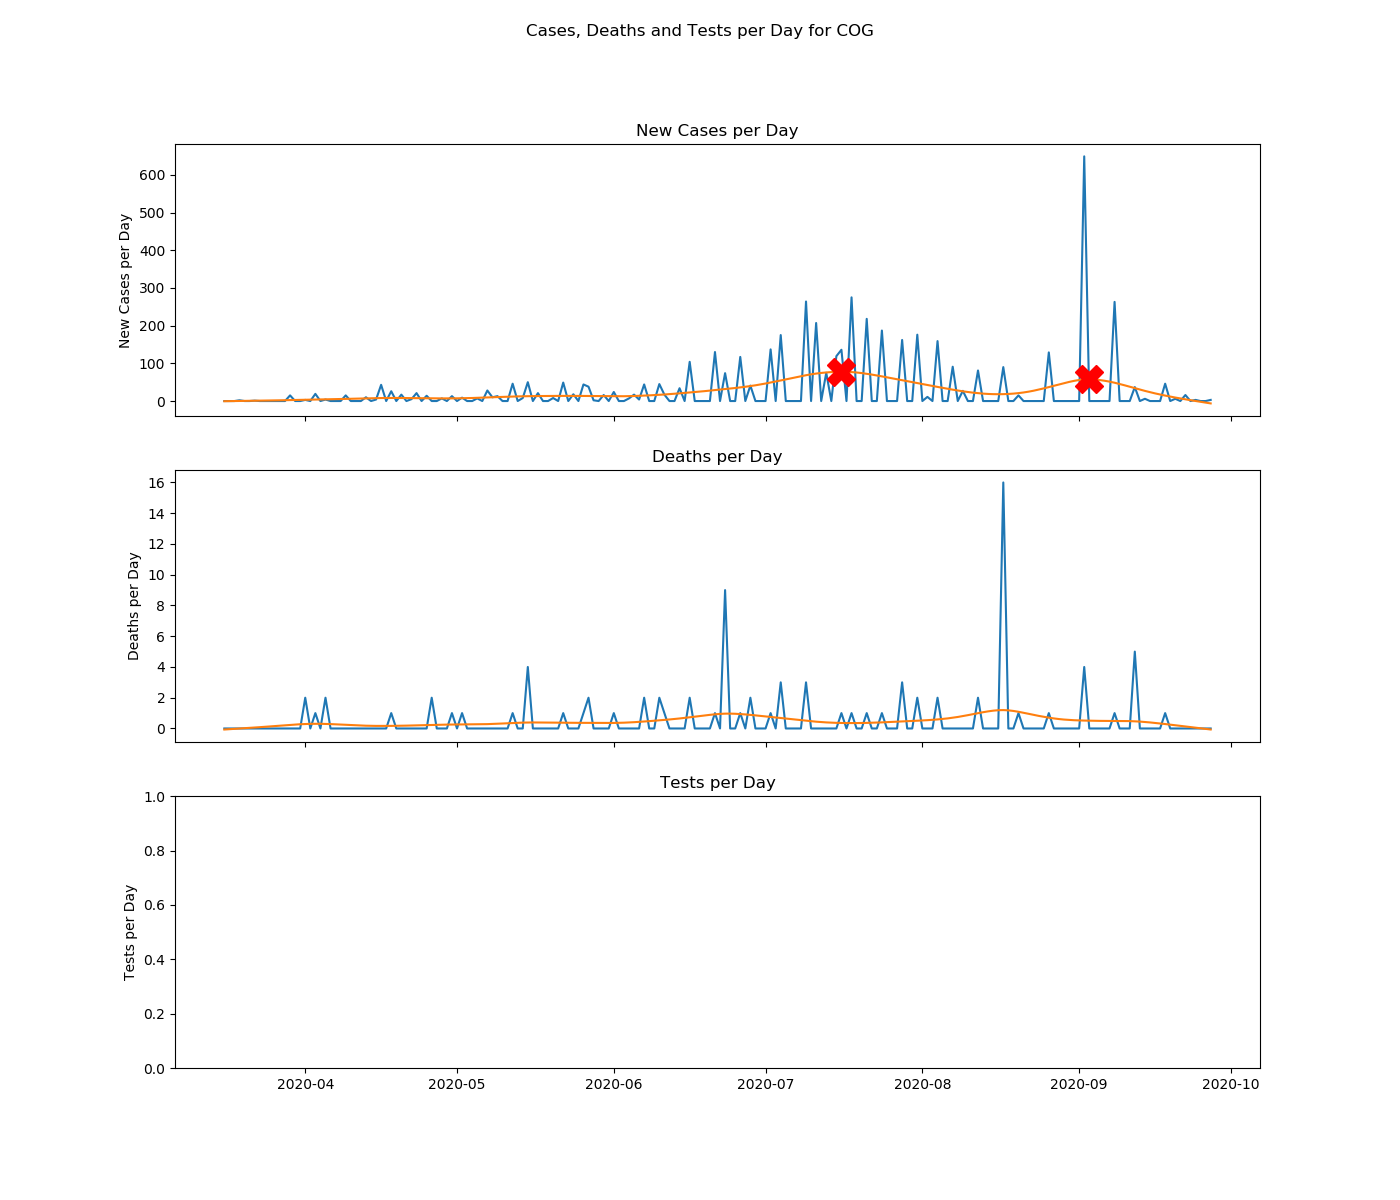 Cases, Deaths and Tests per Day for COG
New Cases per Day
New Cases per Day
600
500
400
300
200
100
0
Deaths per Day
Deaths per Day
16
14
12
10
8
6
4
2
0
Tests per Day
Tests per Day
1.0
0.8
0.6
0.4
0.2
0.0
2020-04 2020-05 2020-06 2020-07 2020-08 2020-09 2020-10